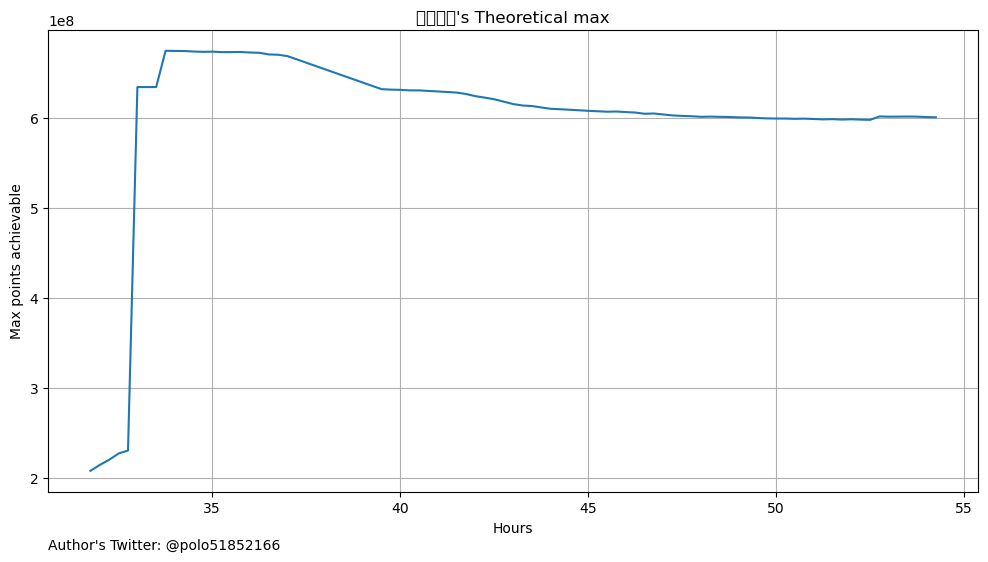 's Theoretical max
1e8
6
5
4
3
2
Max points achievable
35
40
45
50
55
Hours
Author's Twitter: @polo51852166